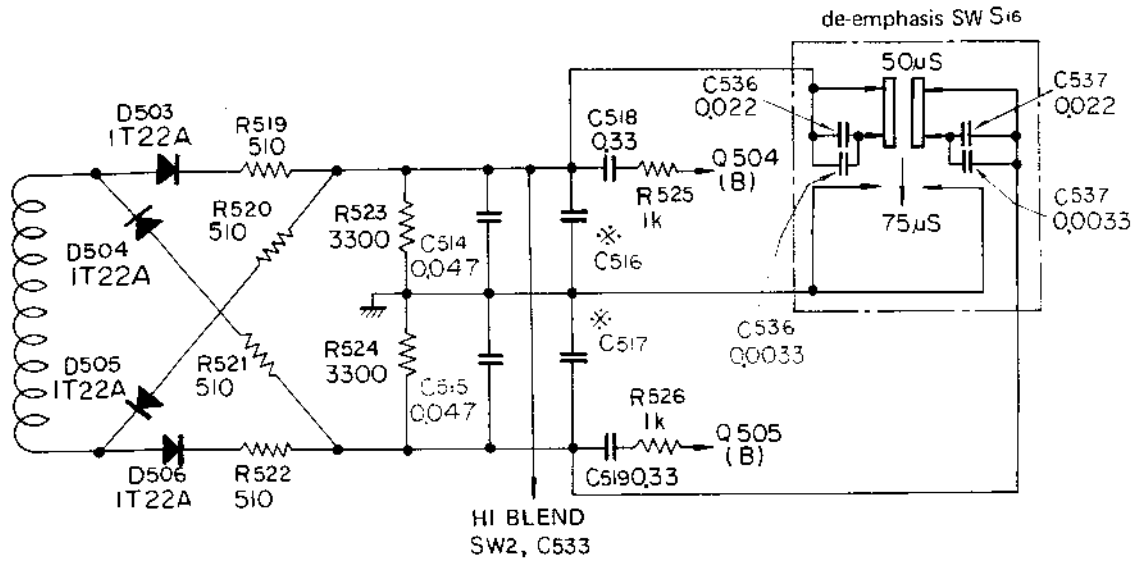 de-emphasis SW S16
50μS
C536
0.022
C537
0.022
D503
1T22A
R519
510
C518
0.33
Q504
(B)
R525
1k
R520
510
R523
3300
C514
0.047
※
C516
D504
1T22A
75μS
C537
0.0033
C536
0.0033
※
C517
D505
1T22A
R521
510
R524
3300
C515
0.047
R526
1k
Q505
(B)
D506
1T22A
R522
510
C519 0.33
HI BLEND
SW2, C533